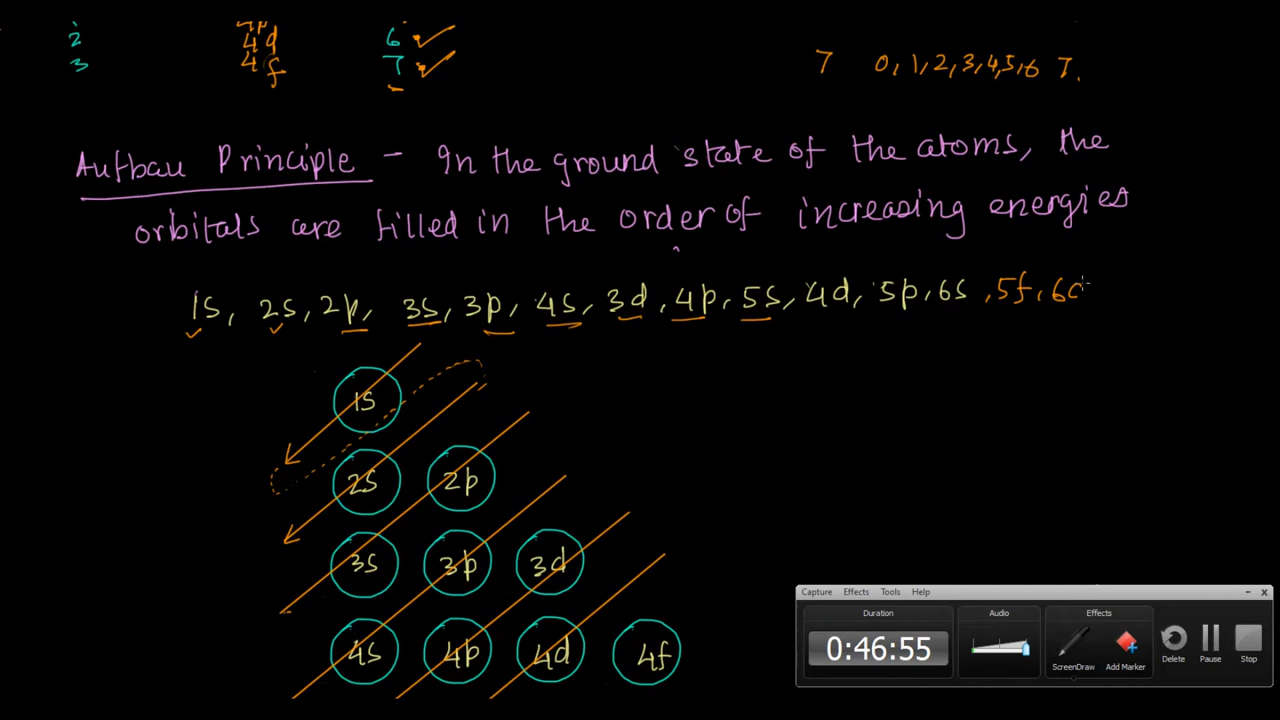 2 4d 6
3 4f 7
7 0, 1, 2, 3, 4, 5, 6 7.
Aufbau Principle - In the ground state of the atoms, the
orbitals are filled in the order of increasing energies
1s, 2s, 2p, 3s, 3p, 4s, 3d, 4p, 5s, 4d, 5p, 6s, 5f, 6
1s
2s 2p
3s 3p 3d
4s 4p 4d 4f
Capture Effects Tools Help
Duration Audio Effects
0:46:55
ScreenDraw Add Marker Delete Pause Stop